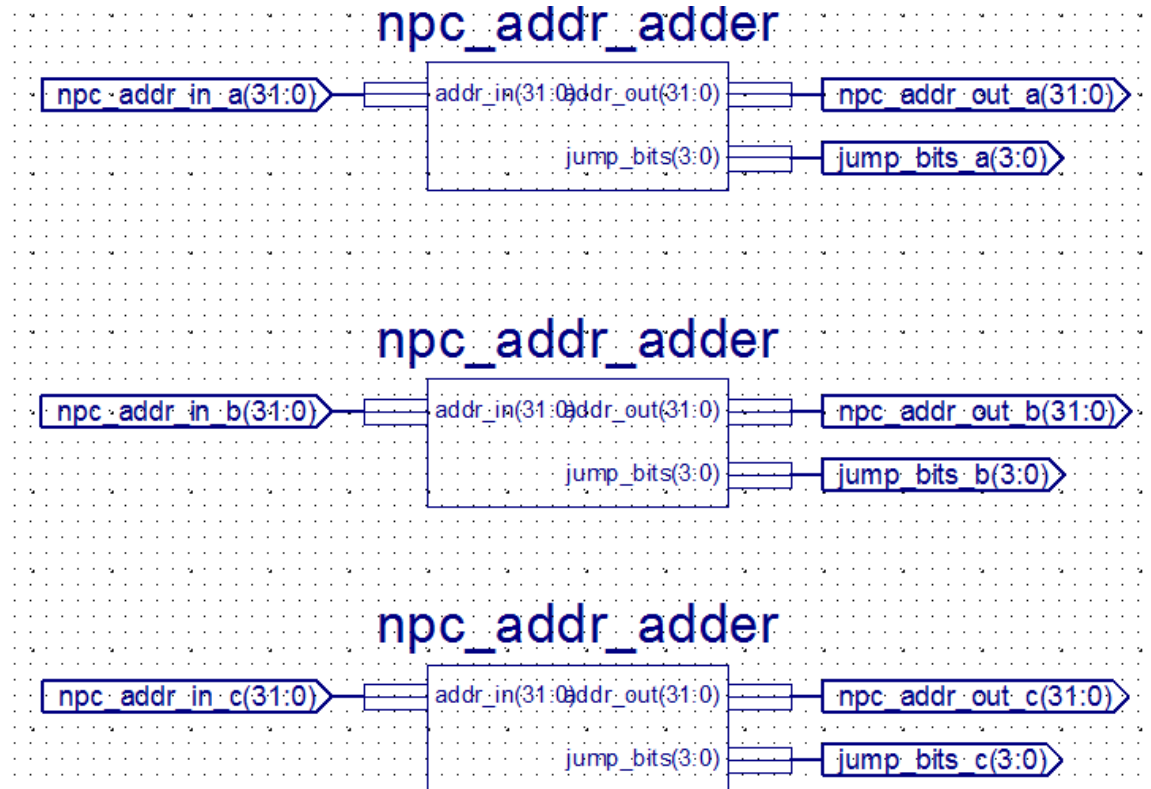 npc_addr_adder
npc_addr_in_a(31:0) addr_in(31:0) addr_out(31:0) npc_addr_out_a(31:0)
jump_bits(3:0) jump_bits_a(3:0)
npc_addr_adder
npc_addr_in_b(31:0) addr_in(31:0) addr_out(31:0) npc_addr_out_b(31:0)
jump_bits(3:0) jump_bits_b(3:0)
npc_addr_adder
npc_addr_in_c(31:0) addr_in(31:0) addr_out(31:0) npc_addr_out_c(31:0)
jump_bits(3:0) jump_bits_c(3:0)